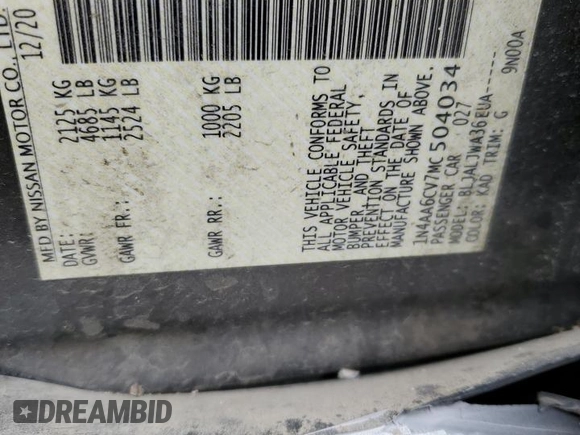 MFD BY NISSAN MOTOR CO., LTD.
DATE: 12/20
GVWR: 2125 KG
4685 LB
GAWR FR: 1145 KG
2524 LB
GAWR RR: 1000 KG
2205 LB
THIS VEHICLE CONFORMS TO
ALL APPLICABLE FEDERAL
MOTOR VEHICLE SAFETY,
BUMPER, AND THEFT
PREVENTION STANDARDS IN
EFFECT ON THE DATE OF
MANUFACTURE SHOWN ABOVE.
1N4AA6CV7MC504034
PASSENGER CAR 027
MODEL: BLJALJWA36EUA-----
COLOR: KAD TRIM: G
9N00A
DREAMBID